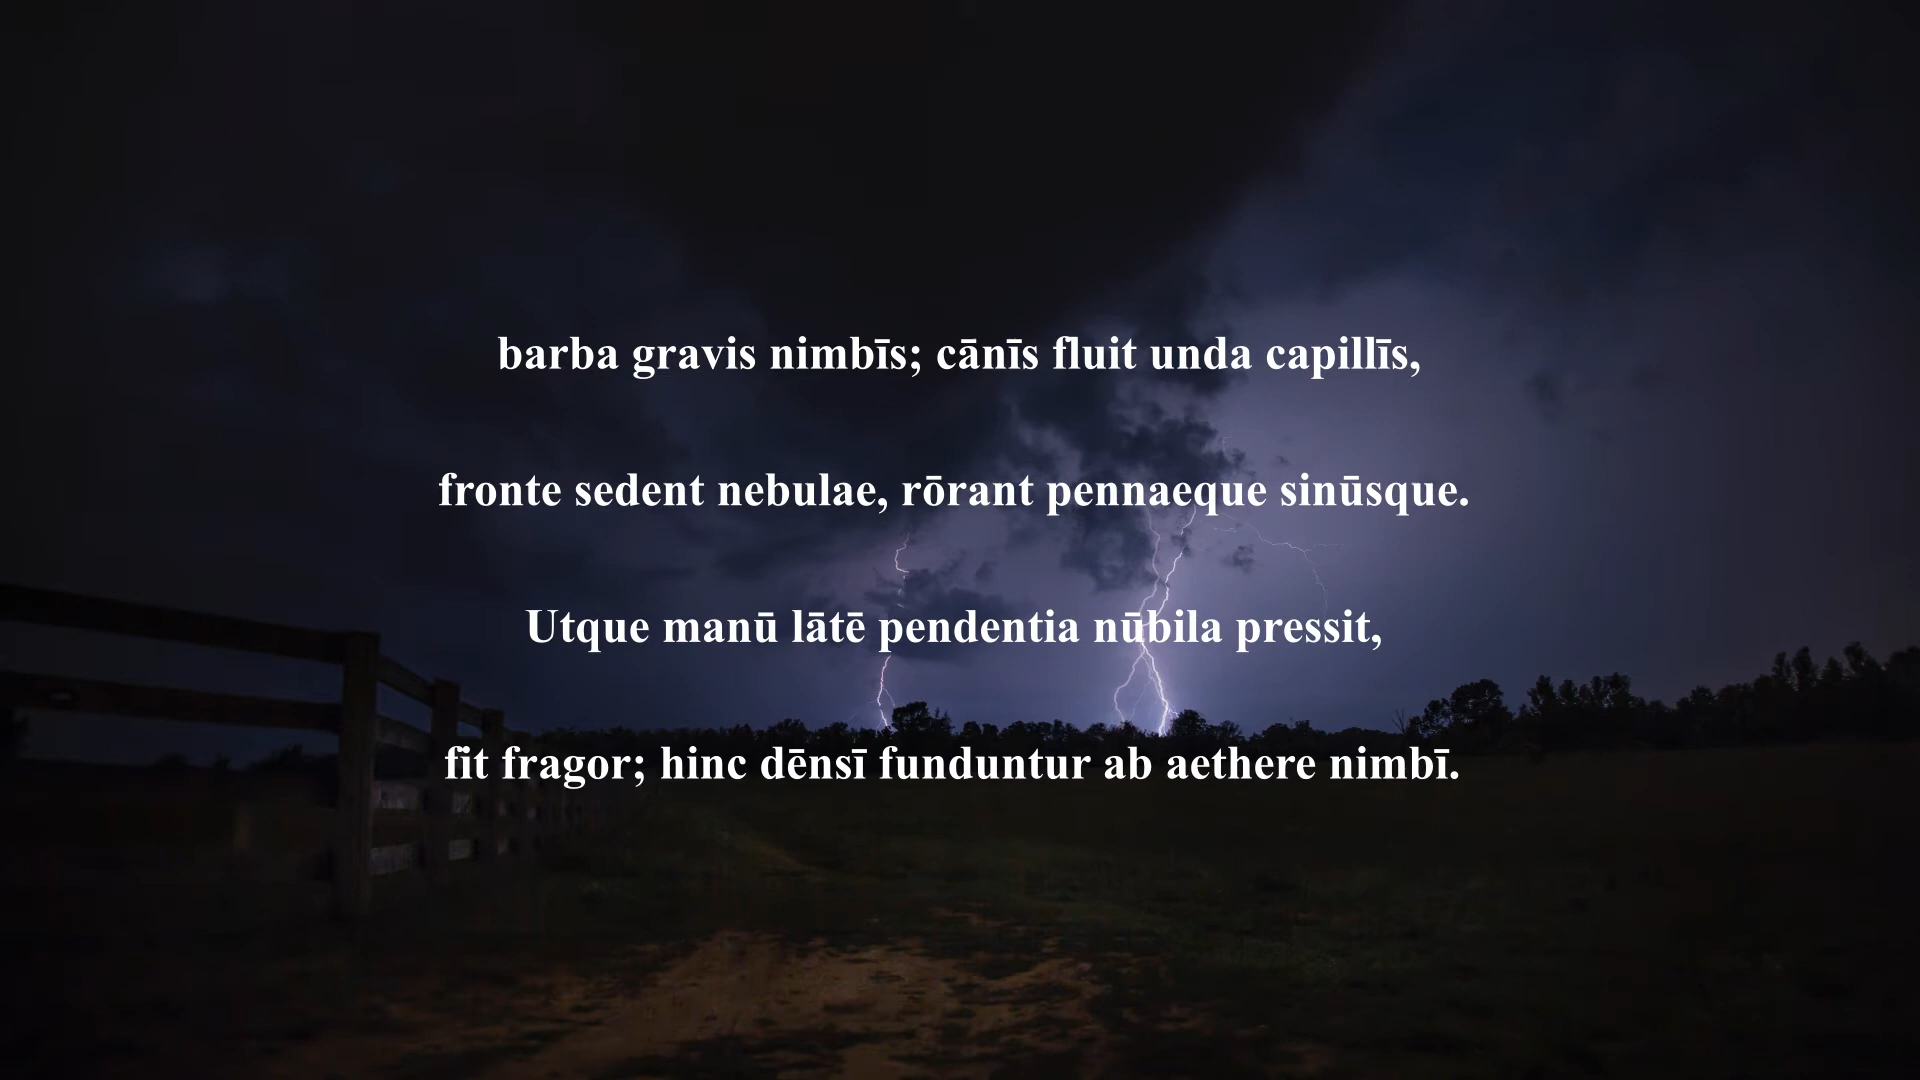 barba gravis nimbīs; cānīs fluit unda capillīs,
fronte sedent nebulae, rōrant pennaeque sinūsque.
Utque manū lātē pendentia nūbila pressit,
fit fragor; hinc dēnsī funduntur ab aethere nimbī.